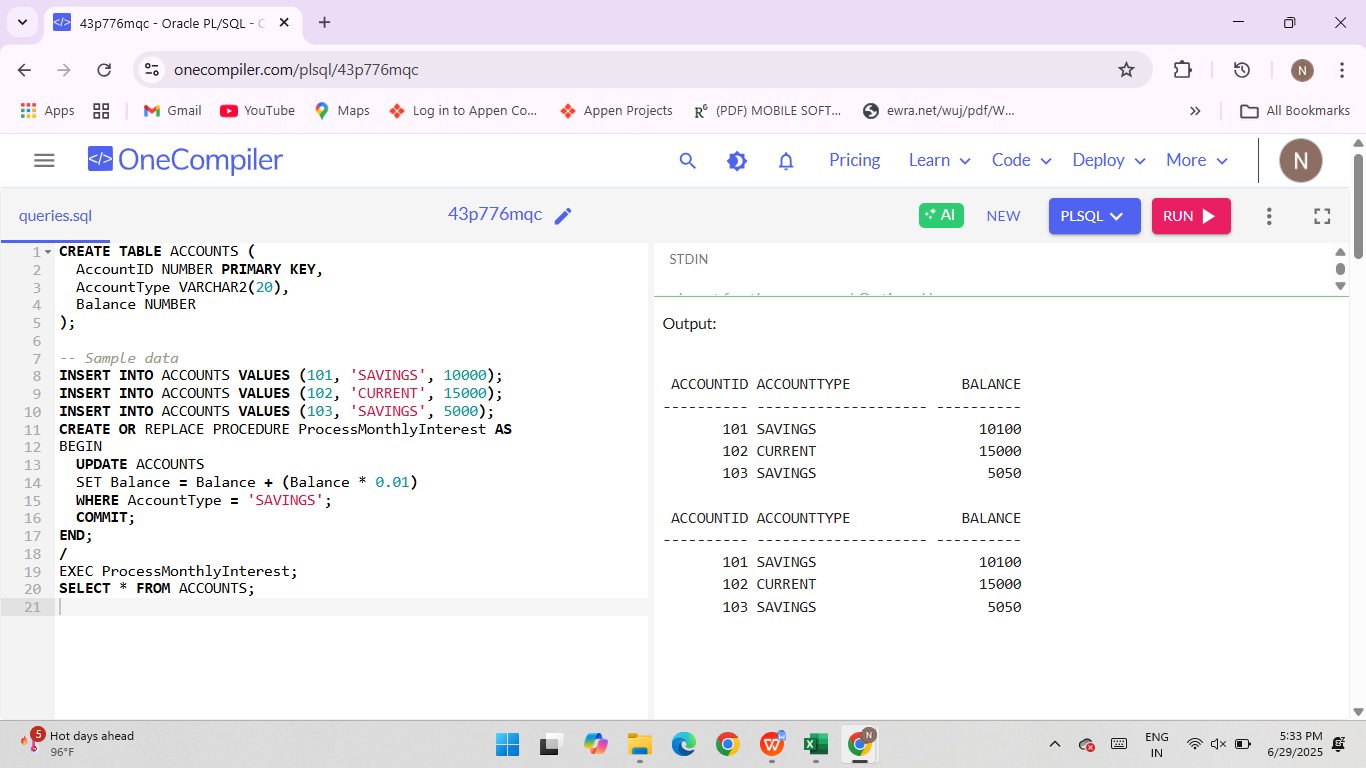 43p776mqc - Oracle PL/SQL -
onecompiler.com/plsql/43p776mqc
N
Apps
Gmail
YouTube
Maps
Log in to Appen Co...
Appen Projects
(PDF) MOBILE SOFT...
ewra.net/wuj/pdf/W...
All Bookmarks
OneCompiler
Pricing
Learn
Code
Deploy
More
N
queries.sql
43p776mqc
AI
NEW
PLSQL
RUN
1 CREATE TABLE ACCOUNTS (
2 AccountID NUMBER PRIMARY KEY,
3 AccountType VARCHAR2(20),
4 Balance NUMBER
5 );
6
7 -- Sample data
8 INSERT INTO ACCOUNTS VALUES (101, 'SAVINGS', 10000);
9 INSERT INTO ACCOUNTS VALUES (102, 'CURRENT', 15000);
10 INSERT INTO ACCOUNTS VALUES (103, 'SAVINGS', 5000);
11 CREATE OR REPLACE PROCEDURE ProcessMonthlyInterest AS
12 BEGIN
13 UPDATE ACCOUNTS
14 SET Balance = Balance + (Balance * 0.01)
15 WHERE AccountType = 'SAVINGS';
16 COMMIT;
17 END;
18 /
19 EXEC ProcessMonthlyInterest;
20 SELECT * FROM ACCOUNTS;
21
STDIN
Output:
ACCOUNTID ACCOUNTTYPE BALANCE
---------- -------------------- ----------
101 SAVINGS 10100
102 CURRENT 15000
103 SAVINGS 5050
ACCOUNTID ACCOUNTTYPE BALANCE
---------- -------------------- ----------
101 SAVINGS 10100
102 CURRENT 15000
103 SAVINGS 5050
5
Hot days ahead
96°F
N
ENG
IN
5:33 PM
6/29/2025